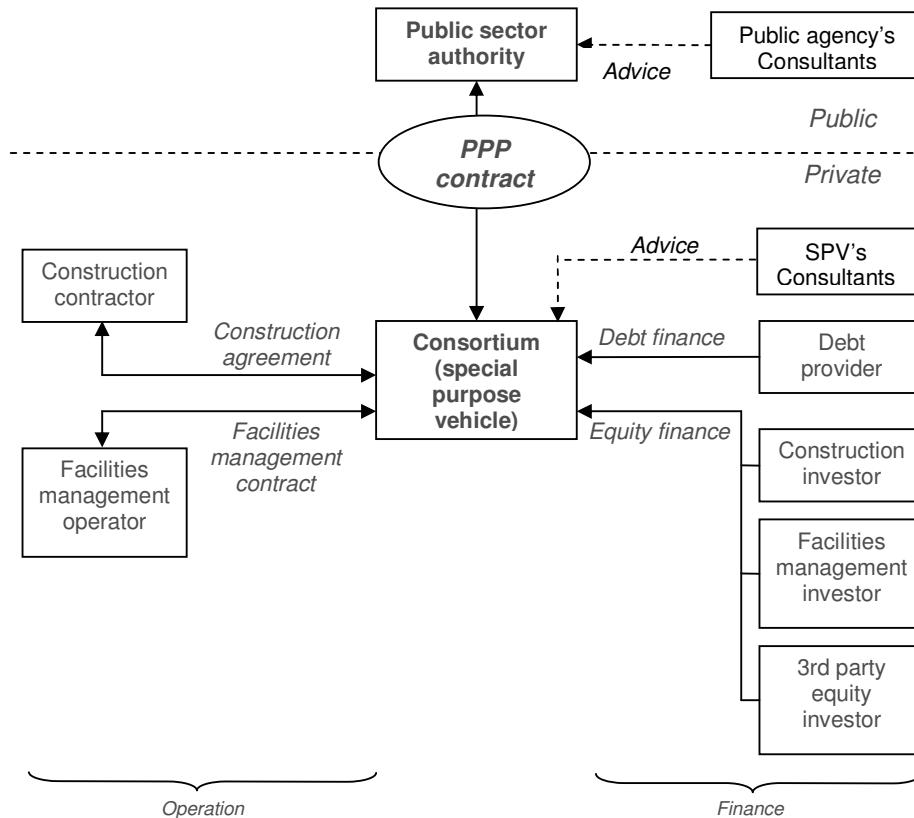 Public sector
authority
Advice
Public agency's
Consultants
Public
PPP
contract
Private
Construction
contractor
Advice
SPV's
Consultants
Construction
agreement
Consortium
(special
purpose
vehicle)
Debt finance
Debt
provider
Facilities
management
contract
Equity finance
Facilities
management
operator
Construction
investor
Facilities
management
investor
3rd party
equity
investor
Operation
Finance